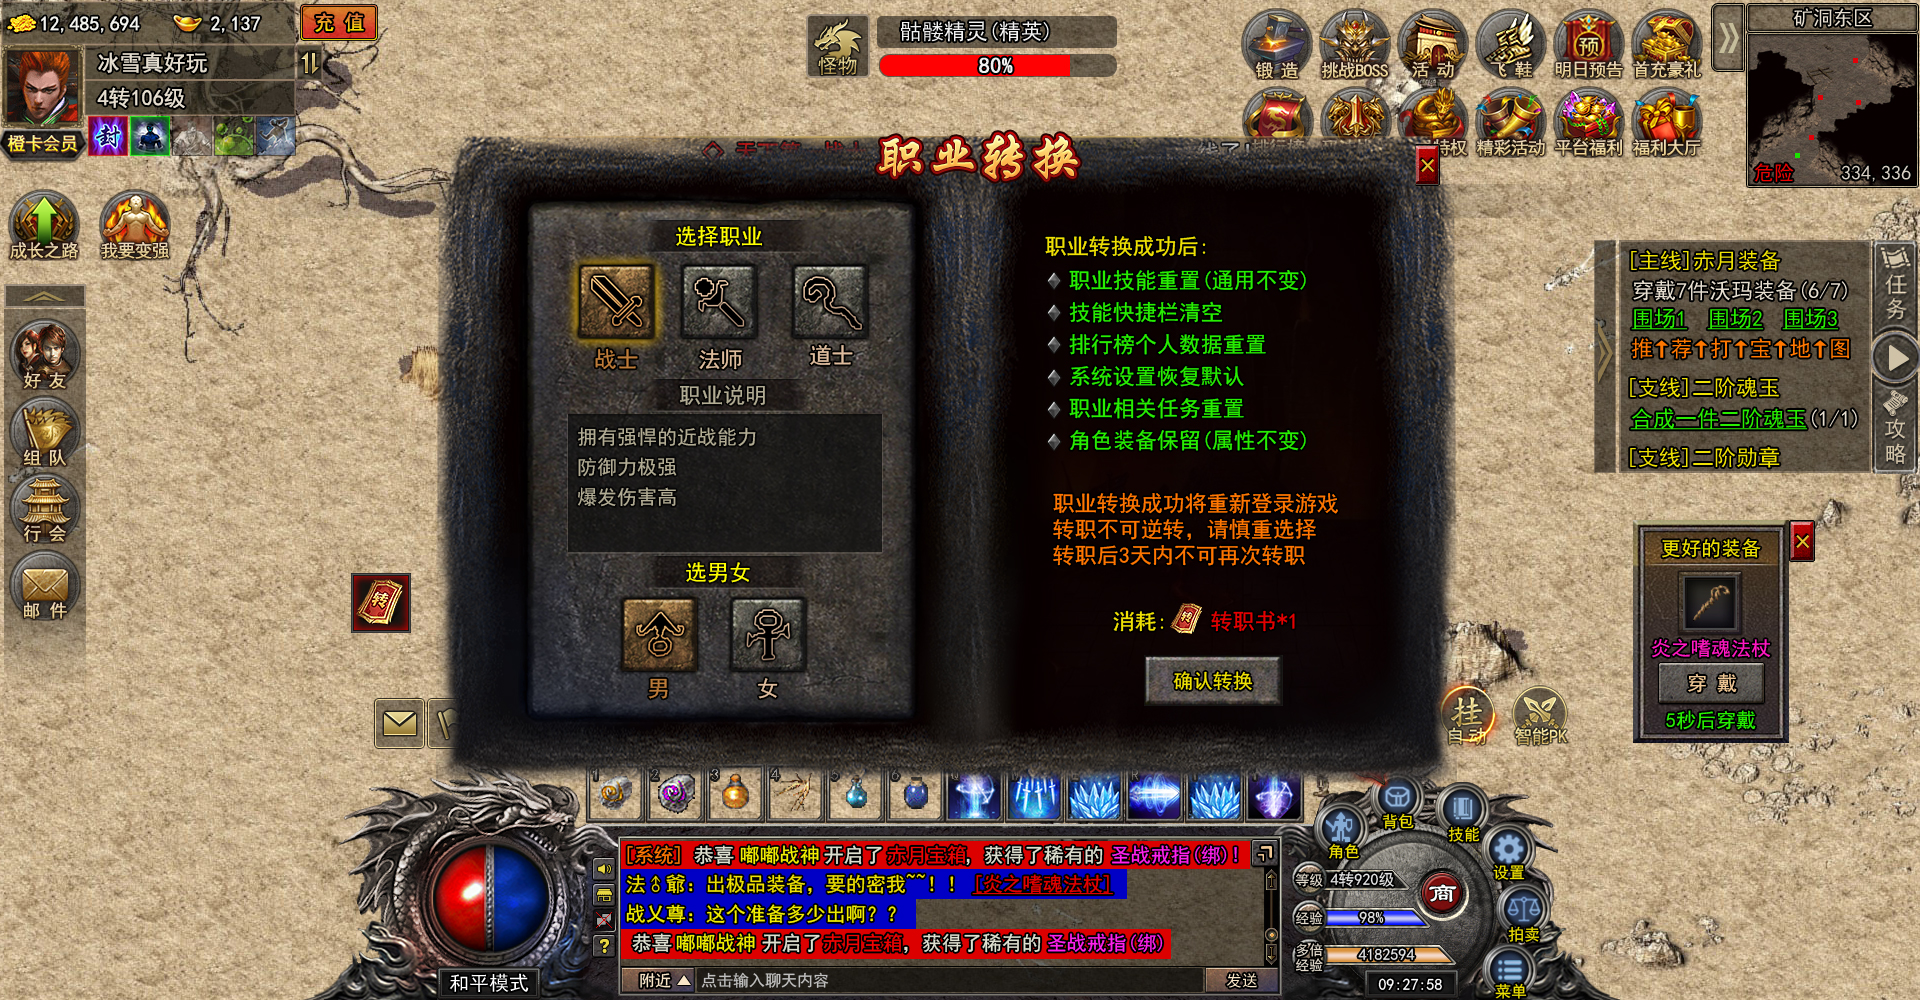 12,485,694
2,137
充值
冰雪真好玩
4转106级
橙卡会员
封
成长之路
我要变强
好友
组队
行会
邮件
怪物
骷髅精灵(精英)
80%
锻造
挑战BOSS
活动
飞鞋
预
明日预告
首充豪礼
特权
精彩活动
平台福利
福利大厅
矿洞东区
危险
334,336
[主线]赤月装备
穿戴7件沃玛装备(6/7)
围场1 围场2 围场3
推↑荐↑打↑宝↑地↑图
[支线]二阶魂玉
合成一件二阶魂玉(1/1)
[支线]二阶勋章
任务
攻略
职业转换
选择职业
战士
法师
道士
职业说明
拥有强悍的近战能力
防御力极强
爆发伤害高
选男女
男
女
职业转换成功后:
职业技能重置(通用不变)
技能快捷栏清空
排行榜个人数据重置
系统设置恢复默认
职业相关任务重置
角色装备保留(属性不变)
职业转换成功将重新登录游戏
转职不可逆转，请慎重选择
转职后3天内不可再次转职
消耗: 转 转职书*1
确认转换
转
更好的装备
炎之嗜魂法杖
穿戴
5秒后穿戴
挂
自动
智能PK
1 2 3 4 5 6
[系统] 恭喜 嘟嘟战神 开启了 赤月宝箱, 获得了稀有的 圣战戒指(绑)!
法♁爺: 出极品装备，要的密我~~！！ [炎之嗜魂法杖]
战乂尊: 这个准备多少出啊？？
恭喜 嘟嘟战神 开启了赤月宝箱, 获得了稀有的 圣战戒指(绑)
附近
点击输入聊天内容
发送
和平模式
角色
背包
技能
设置
拍卖
菜单
商
等级 4转920级
经验 98%
多倍经验 4182594
09:27:58